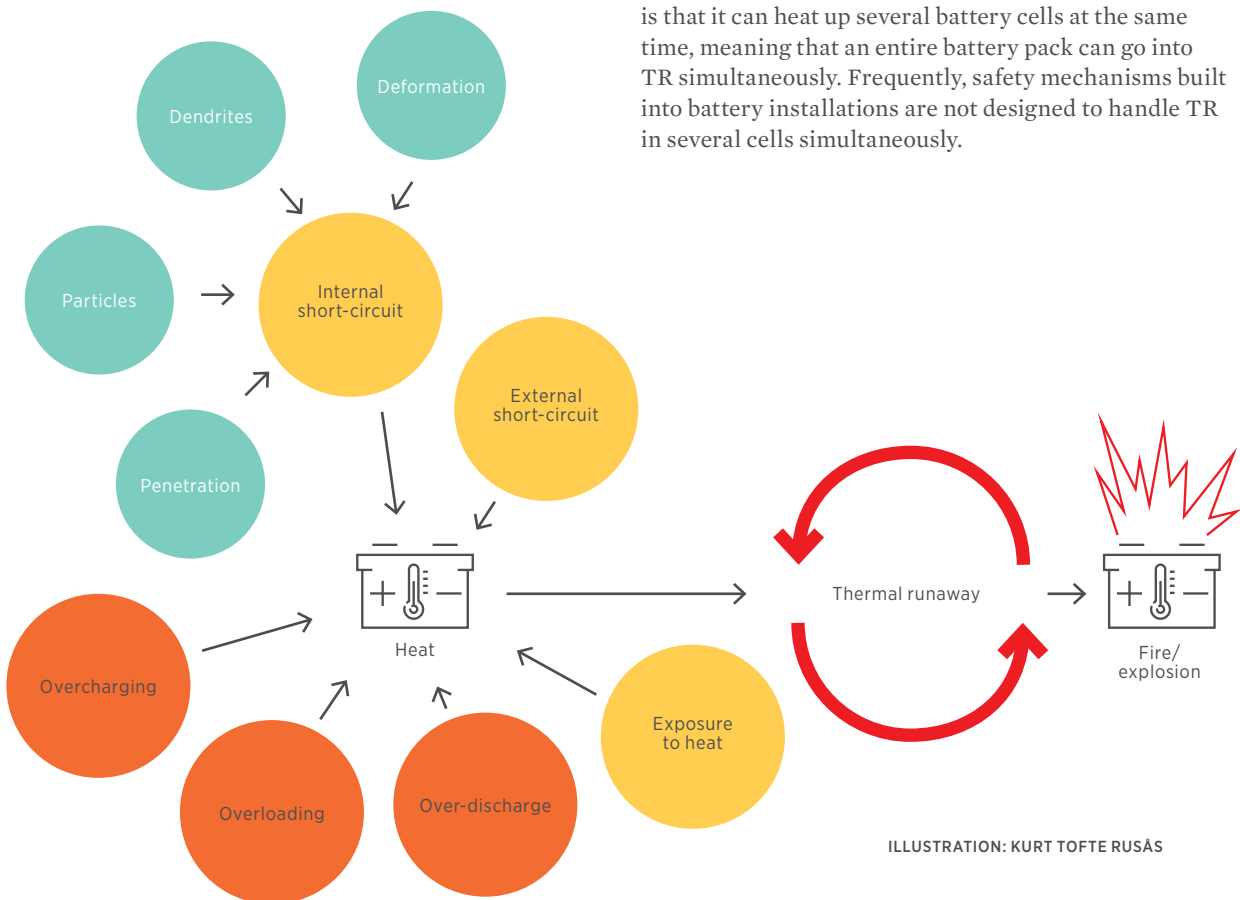 is that it can heat up several battery cells at the same
time, meaning that an entire battery pack can go into
TR simultaneously. Frequently, safety mechanisms built
into battery installations are not designed to handle TR
in several cells simultaneously.
Deformation
Dendrites
Internal
short-circuit
Particles
External
short-circuit
Penetration
Thermal runaway
Heat
Fire/
explosion
Overcharging
Exposure
to heat
Overloading
Over-discharge
ILLUSTRATION: KURT TOFTE RUSÅS